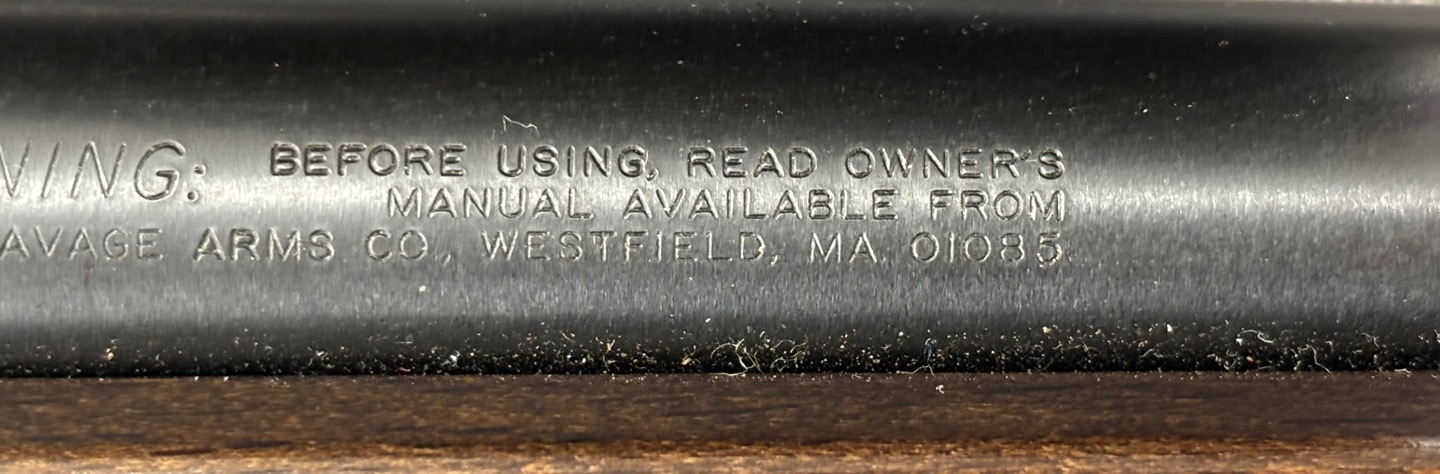 NING: BEFORE USING, READ OWNER'S
MANUAL AVAILABLE FROM
AVAGE ARMS CO., WESTFIELD, MA. 01085